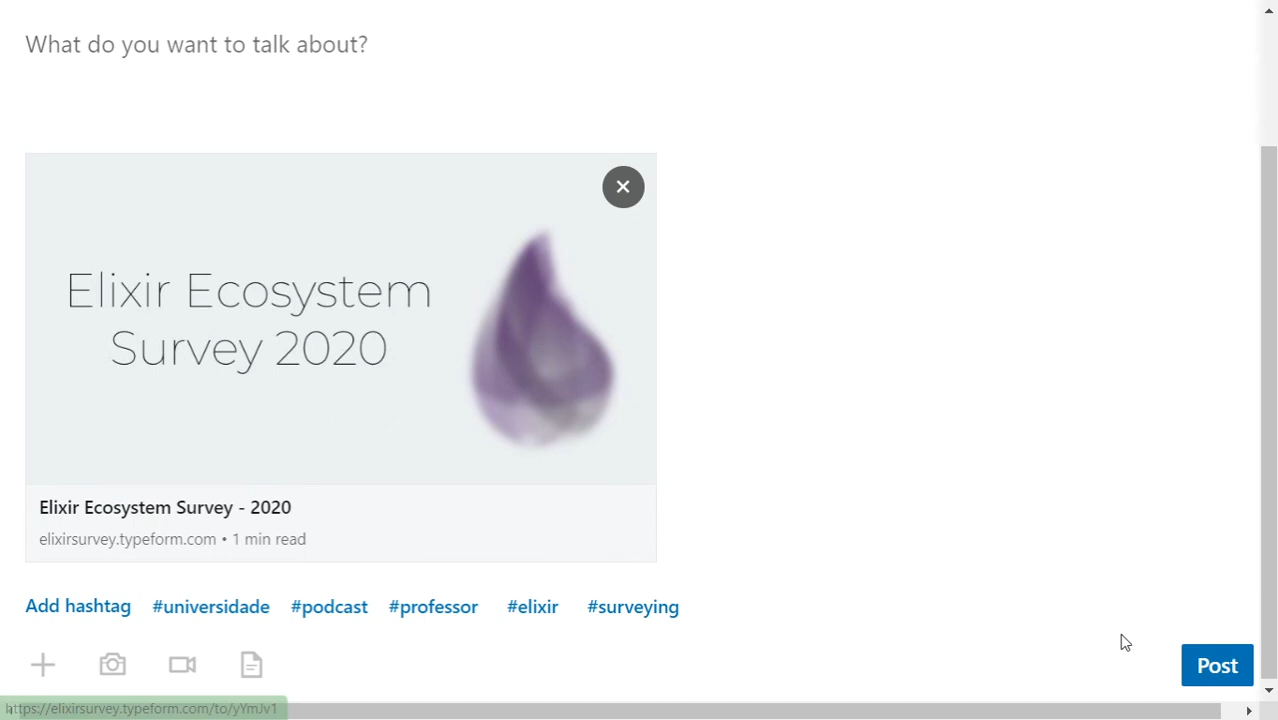 What do you want to talk about?
Elixir Ecosystem
Survey 2020
Elixir Ecosystem Survey - 2020
elixirsurvey.typeform.com • 1 min read
Add hashtag #universidade #podcast #professor #elixir #surveying
Post
https://elixirsurvey.typeform.com/to/yYmJv1